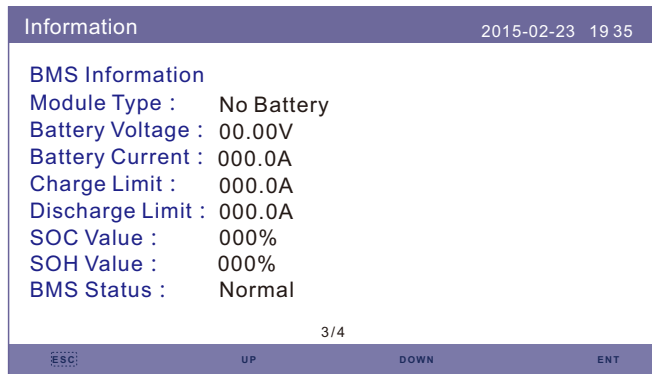 Information 2015-02-23 19 35
BMS Information
Module Type : No Battery
Battery Voltage : 00.00V
Battery Current : 000.0A
Charge Limit : 000.0A
Discharge Limit : 000.0A
SOC Value : 000%
SOH Value : 000%
BMS Status : Normal
3/4
ESC UP DOWN ENT